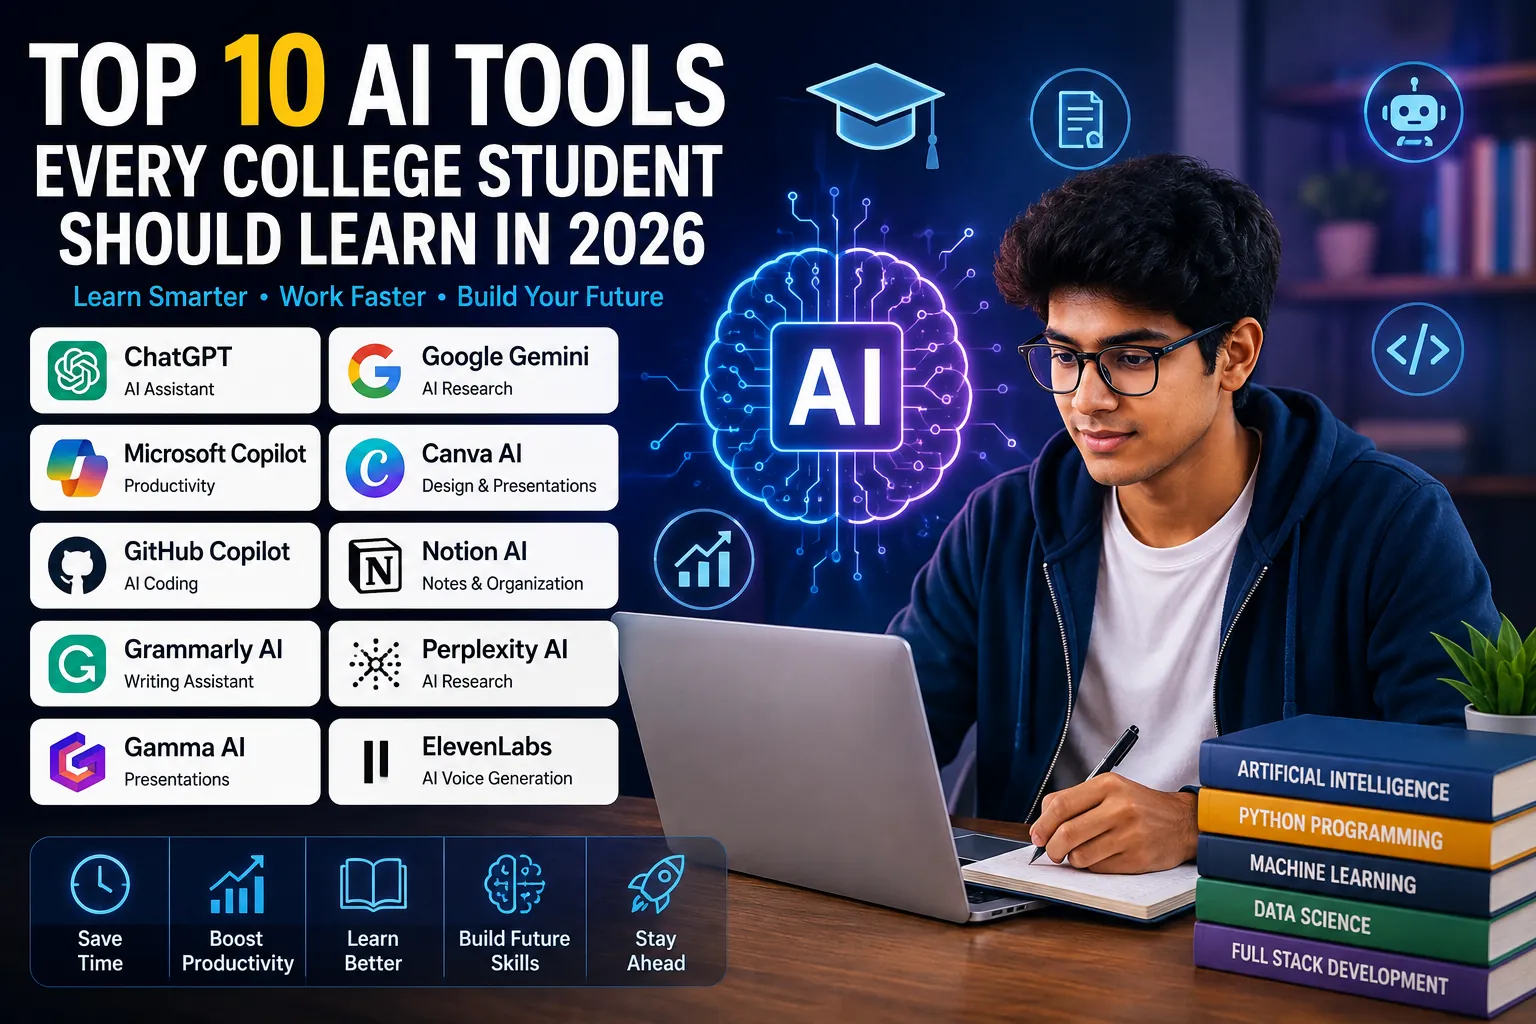 TOP 10 AI TOOLS
EVERY COLLEGE STUDENT
SHOULD LEARN IN 2026
Learn Smarter • Work Faster • Build Your Future
ChatGPT
AI Assistant
Google Gemini
AI Research
Microsoft Copilot
Productivity
Canva AI
Design & Presentations
GitHub Copilot
AI Coding
Notion AI
Notes & Organization
Grammarly AI
Writing Assistant
Perplexity AI
AI Research
Gamma AI
Presentations
ElevenLabs
AI Voice Generation
AI
Save
Time
Boost
Productivity
Learn
Better
Build Future
Skills
Stay
Ahead
ARTIFICIAL INTELLIGENCE
PYTHON PROGRAMMING
MACHINE LEARNING
DATA SCIENCE
FULL STACK DEVELOPMENT